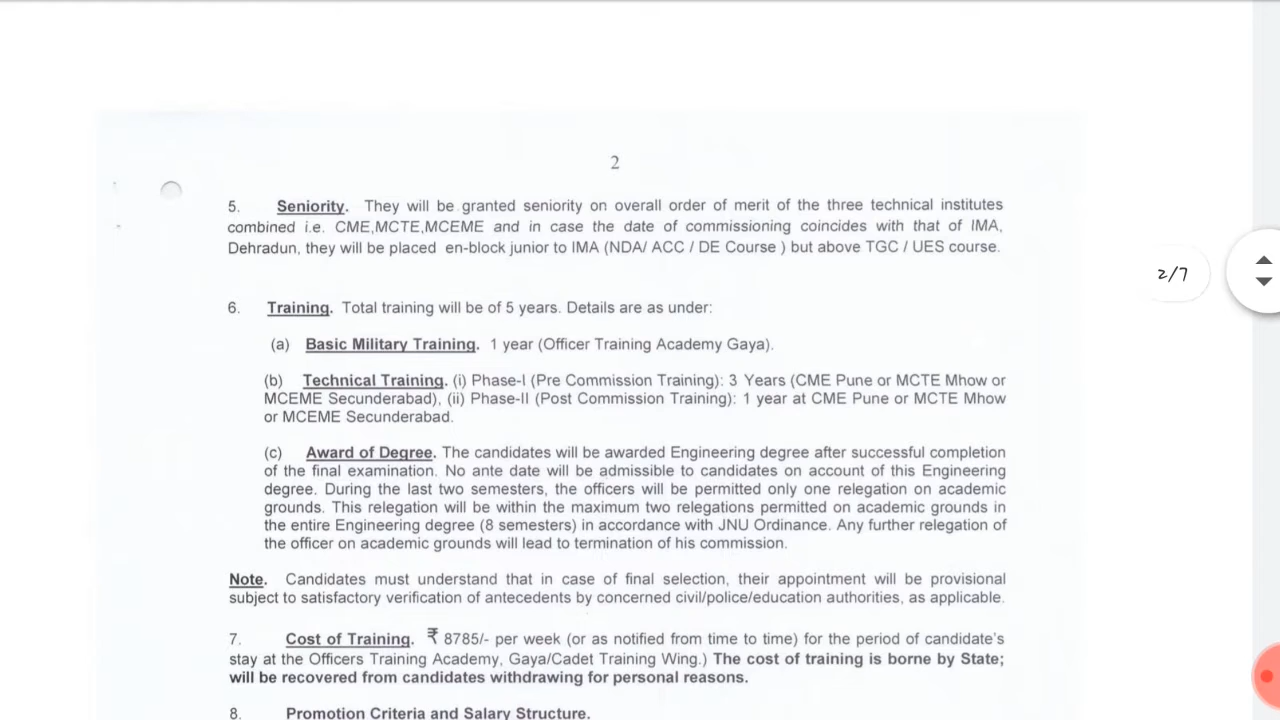 2
5. Seniority. They will be granted seniority on overall order of merit of the three technical institutes
combined i.e. CME,MCTE,MCEME and in case the date of commissioning coincides with that of IMA,
Dehradun, they will be placed en-block junior to IMA (NDA/ ACC / DE Course ) but above TGC / UES course.
2/7
6. Training. Total training will be of 5 years. Details are as under:
(a) Basic Military Training. 1 year (Officer Training Academy Gaya).
(b) Technical Training. (i) Phase-I (Pre Commission Training): 3 Years (CME Pune or MCTE Mhow or
MCEME Secunderabad), (ii) Phase-II (Post Commission Training): 1 year at CME Pune or MCTE Mhow
or MCEME Secunderabad.
(c) Award of Degree. The candidates will be awarded Engineering degree after successful completion
of the final examination. No ante date will be admissible to candidates on account of this Engineering
degree. During the last two semesters, the officers will be permitted only one relegation on academic
grounds. This relegation will be within the maximum two relegations permitted on academic grounds in
the entire Engineering degree (8 semesters) in accordance with JNU Ordinance. Any further relegation of
the officer on academic grounds will lead to termination of his commission.
Note. Candidates must understand that in case of final selection, their appointment will be provisional
subject to satisfactory verification of antecedents by concerned civil/police/education authorities, as applicable.
7. Cost of Training. ₹ 8785/- per week (or as notified from time to time) for the period of candidate's
stay at the Officers Training Academy, Gaya/Cadet Training Wing.) The cost of training is borne by State;
will be recovered from candidates withdrawing for personal reasons.
8. Promotion Criteria and Salary Structure.